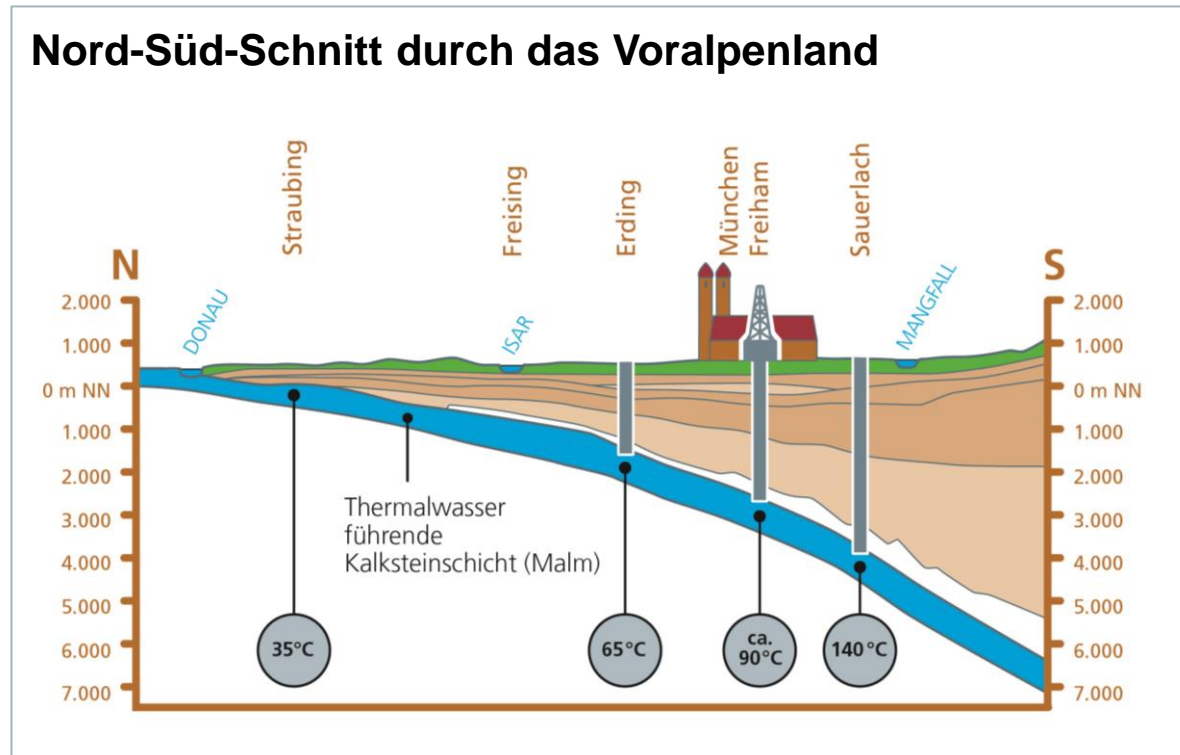 Nord-Süd-Schnitt durch das Voralpenland
Straubing
Freising
Erding
München
Freiham
Sauerlach
N
S
DONAU
ISAR
MANGFALL
2.000
1.000
0 m NN
1.000
2.000
3.000
4.000
5.000
6.000
7.000
2.000
1.000
0 m NN
1.000
2.000
3.000
4.000
5.000
6.000
7.000
Thermalwasser
führende
Kalksteinschicht (Malm)
35°C
65°C
ca.
90°C
140°C